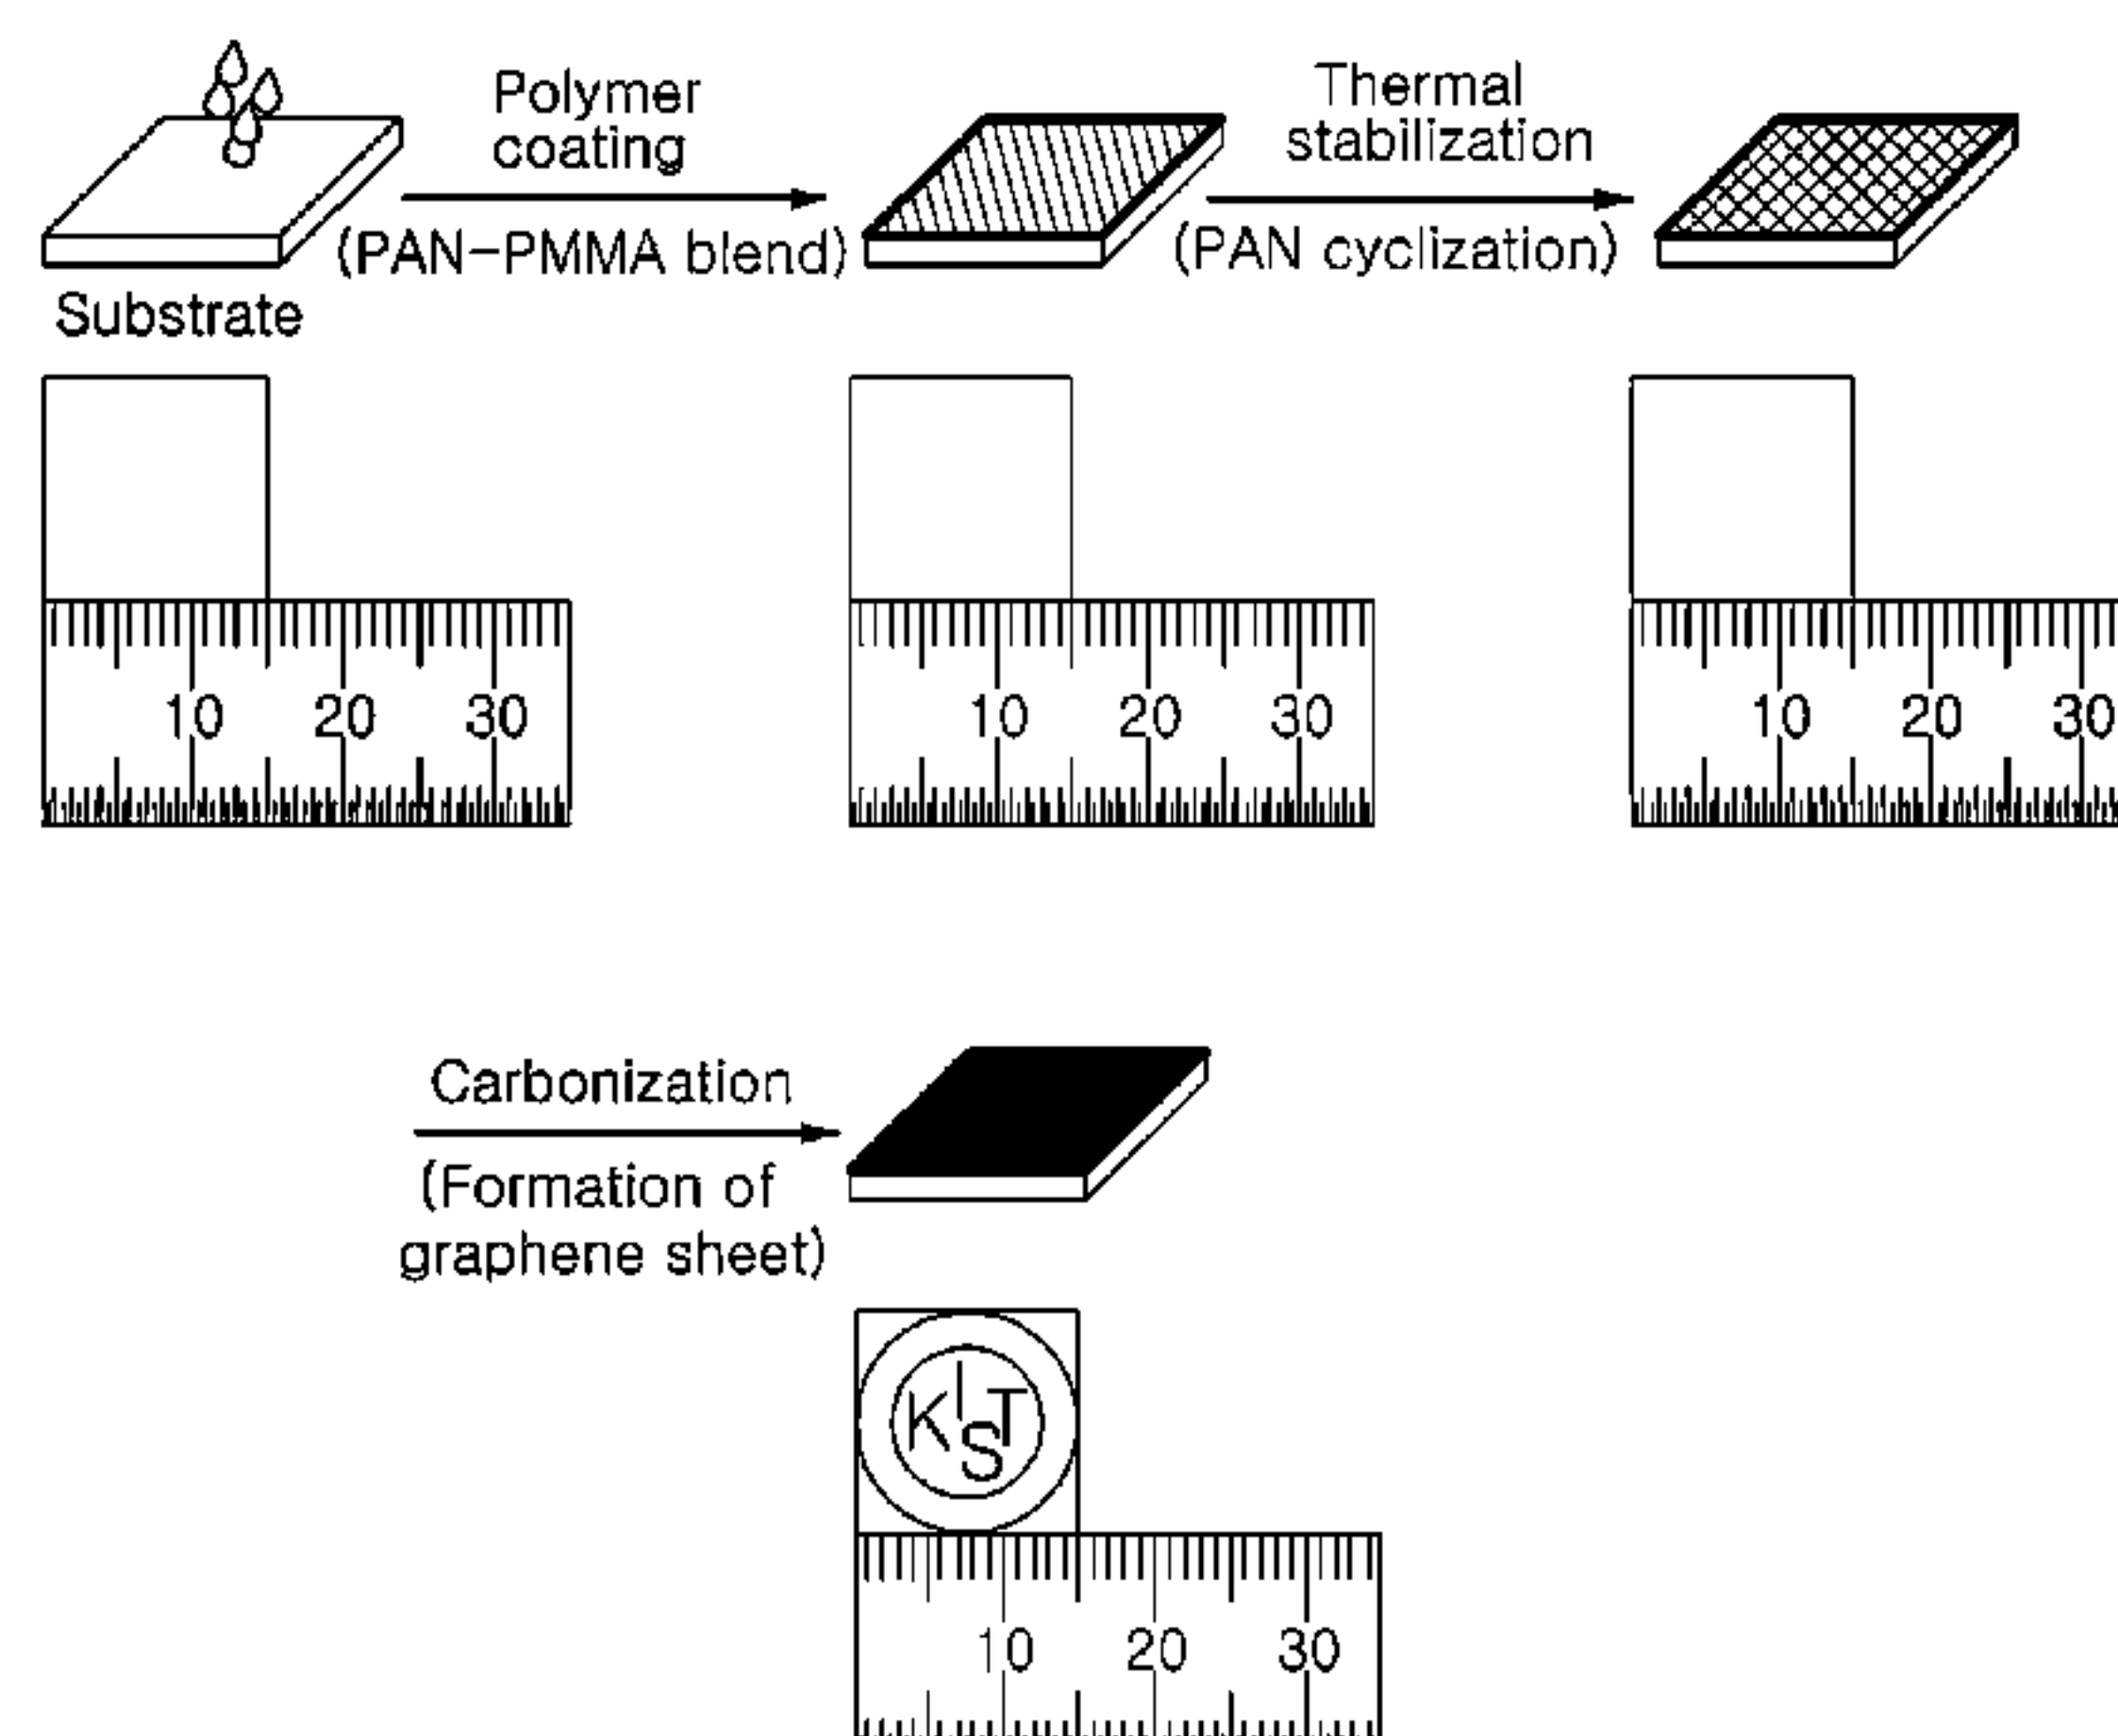 Polymer
coating
(PAN-PMMA blend)
Thermal
stabilization
(PAN cyclization)
Substrate
10 20 30
10 20 30
10 20 30
Carbonization
(Formation of
graphene sheet)
KIST
10 20 30